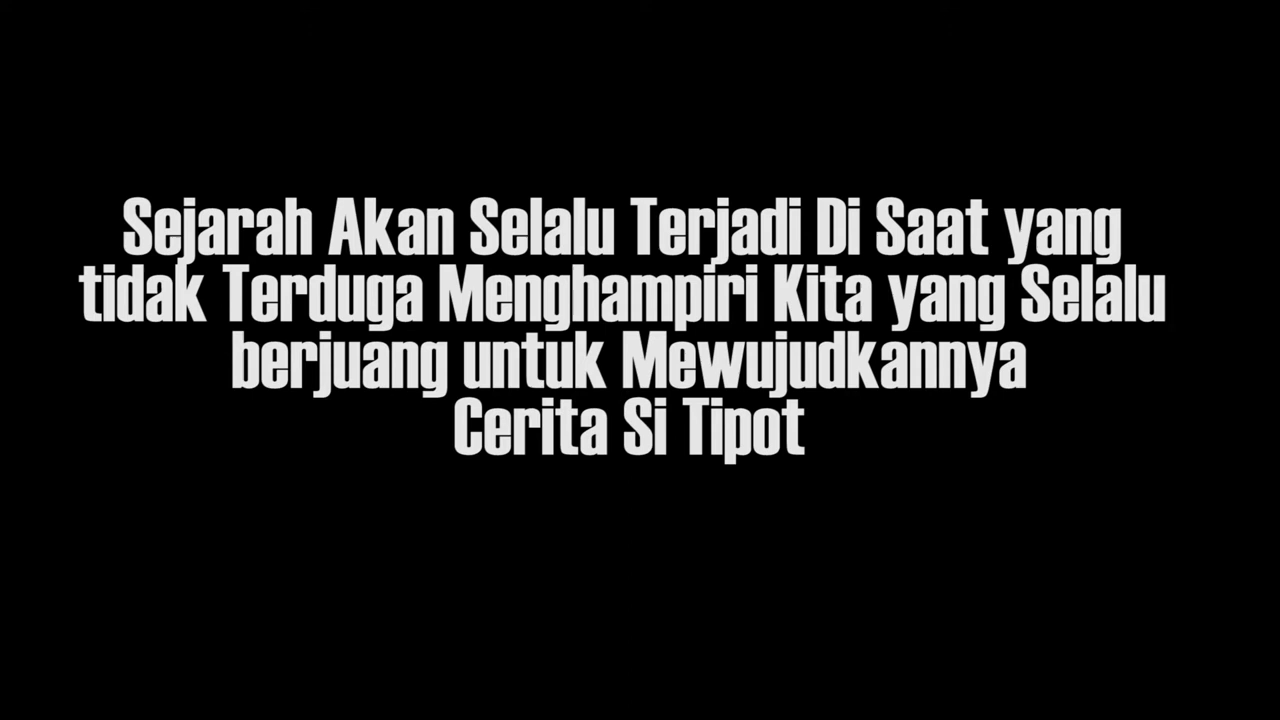 Sejarah Akan Selalu Terjadi Di Saat yang
tidak Terduga Menghampiri Kita yang Selalu
berjuang untuk Mewujudkannya
Cerita Si Tipot